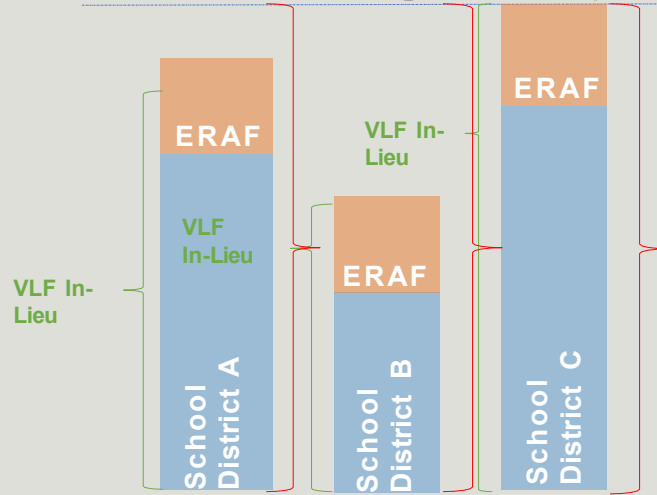 ERAF
VLF In-
Lieu
School
District A
VLF
In-Lieu
ERAF
School
District B
VLF In-
Lieu
ERAF
School
District C